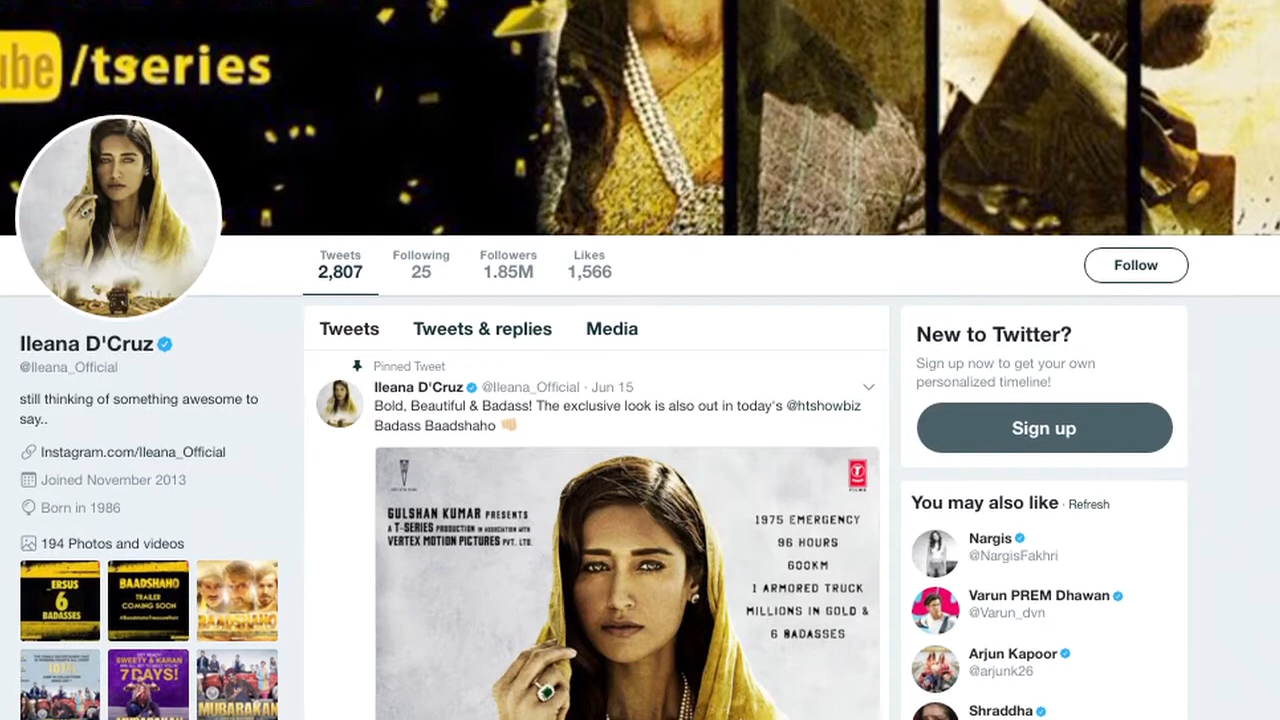 ube /tseries
Tweets Following Followers Likes
2,807 25 1.85M 1,566
Follow
Ileana D'Cruz
@Ileana_Official
still thinking of something awesome to
say..
Instagram.com/Ileana_Official
Joined November 2013
Born in 1986
194 Photos and videos
_ERSUS
6
BADASSES
BAADSHAHO
TRAILER
COMING SOON
BAADSHAHO
SWEETY & KARAN
7 DAYS!
MUBARAKAN
MUBARAKAN
Tweets Tweets & replies Media
Pinned Tweet
Ileana D'Cruz @Ileana_Official · Jun 15
Bold, Beautiful & Badass! The exclusive look is also out in today's @htshowbiz
Badass Baadshaho 👊🏻
GULSHAN KUMAR PRESENTS
A T-SERIES PRODUCTION IN ASSOCIATION WITH
VERTEX MOTION PICTURES PVT. LTD.
T
FILMS
1975 EMERGENCY
96 HOURS
600KM
1 ARMORED TRUCK
MILLIONS IN GOLD &
6 BADASSES
New to Twitter?
Sign up now to get your own
personalized timeline!
Sign up
You may also like · Refresh
Nargis
@NargisFakhri
Varun PREM Dhawan
@Varun_dvn
Arjun Kapoor
@arjunk26
Shraddha